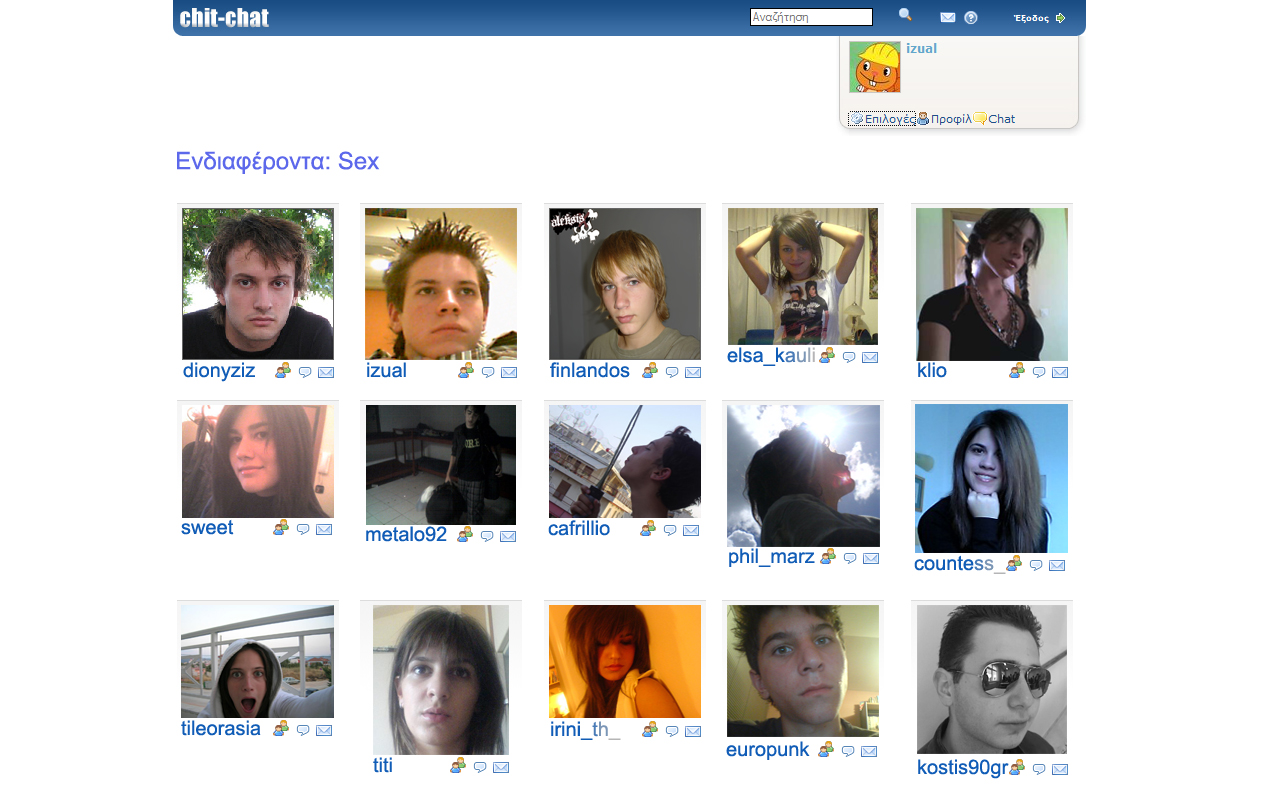 chit-chat Αναζήτηση Έξοδος
izual
Επιλογές Προφίλ Chat
Ενδιαφέροντα: Sex
aleksis
dionyziz izual finlandos elsa_kauli klio
sweet metalo92 cafrillio phil_marz countess_
tileorasia titi irini_th_ europunk kostis90gr